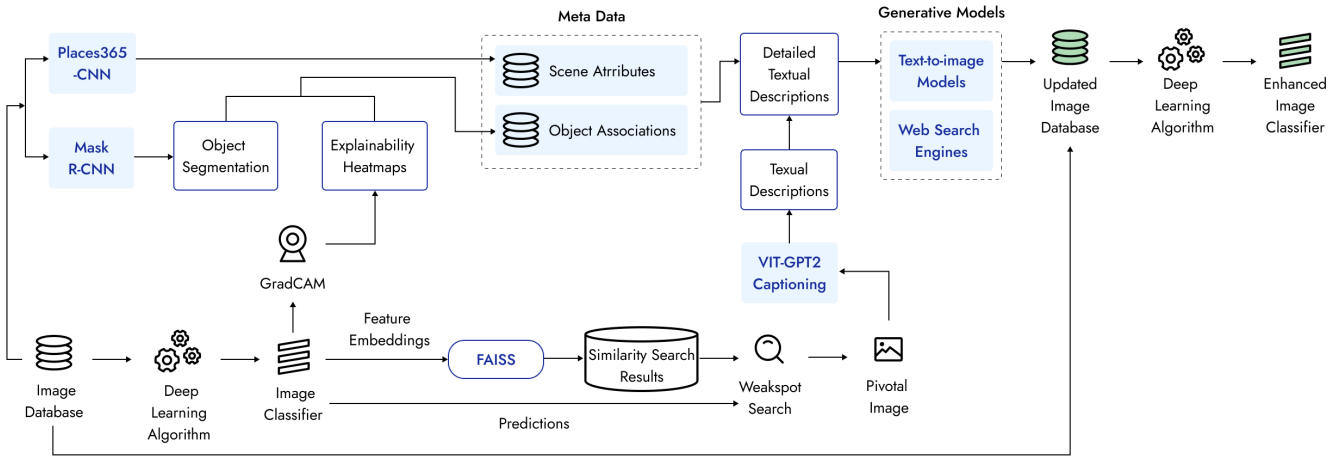 Meta Data
Generative Models
Places365
-CNN
Scene Atrributes
Detailed
Textual
Descriptions
Text-to-image
Models
Updated
Image
Database
Deep
Learning
Algorithm
Enhanced
Image
Classifier
Mask
R-CNN
Object
Segmentation
Explainability
Heatmaps
Object Associations
Web Search
Engines
Texual
Descriptions
GradCAM
VIT-GPT2
Captioning
Feature
Embeddings
FAISS
Similarity Search
Results
Image
Database
Deep
Learning
Algorithm
Image
Classifier
Weakspot
Search
Pivotal
Image
Predictions